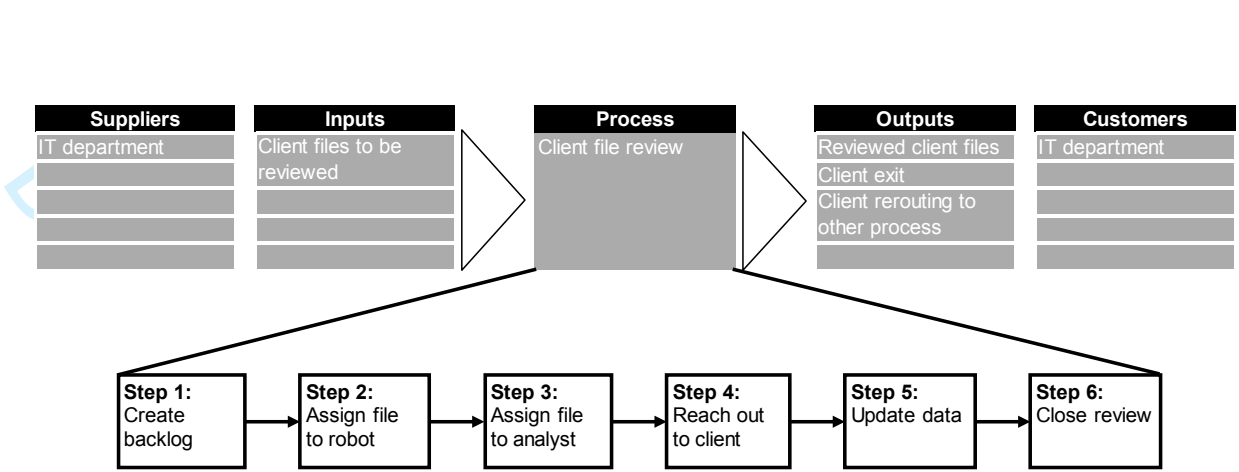 Suppliers
IT department
Inputs
Client files to be
reviewed
Process
Client file review
Outputs
Reviewed client files
Client exit
Client rerouting to
other process
Customers
IT department
Step 1:
Create
backlog
Step 2:
Assign file
to robot
Step 3:
Assign file
to analyst
Step 4:
Reach out
to client
Step 5:
Update data
Step 6:
Close review